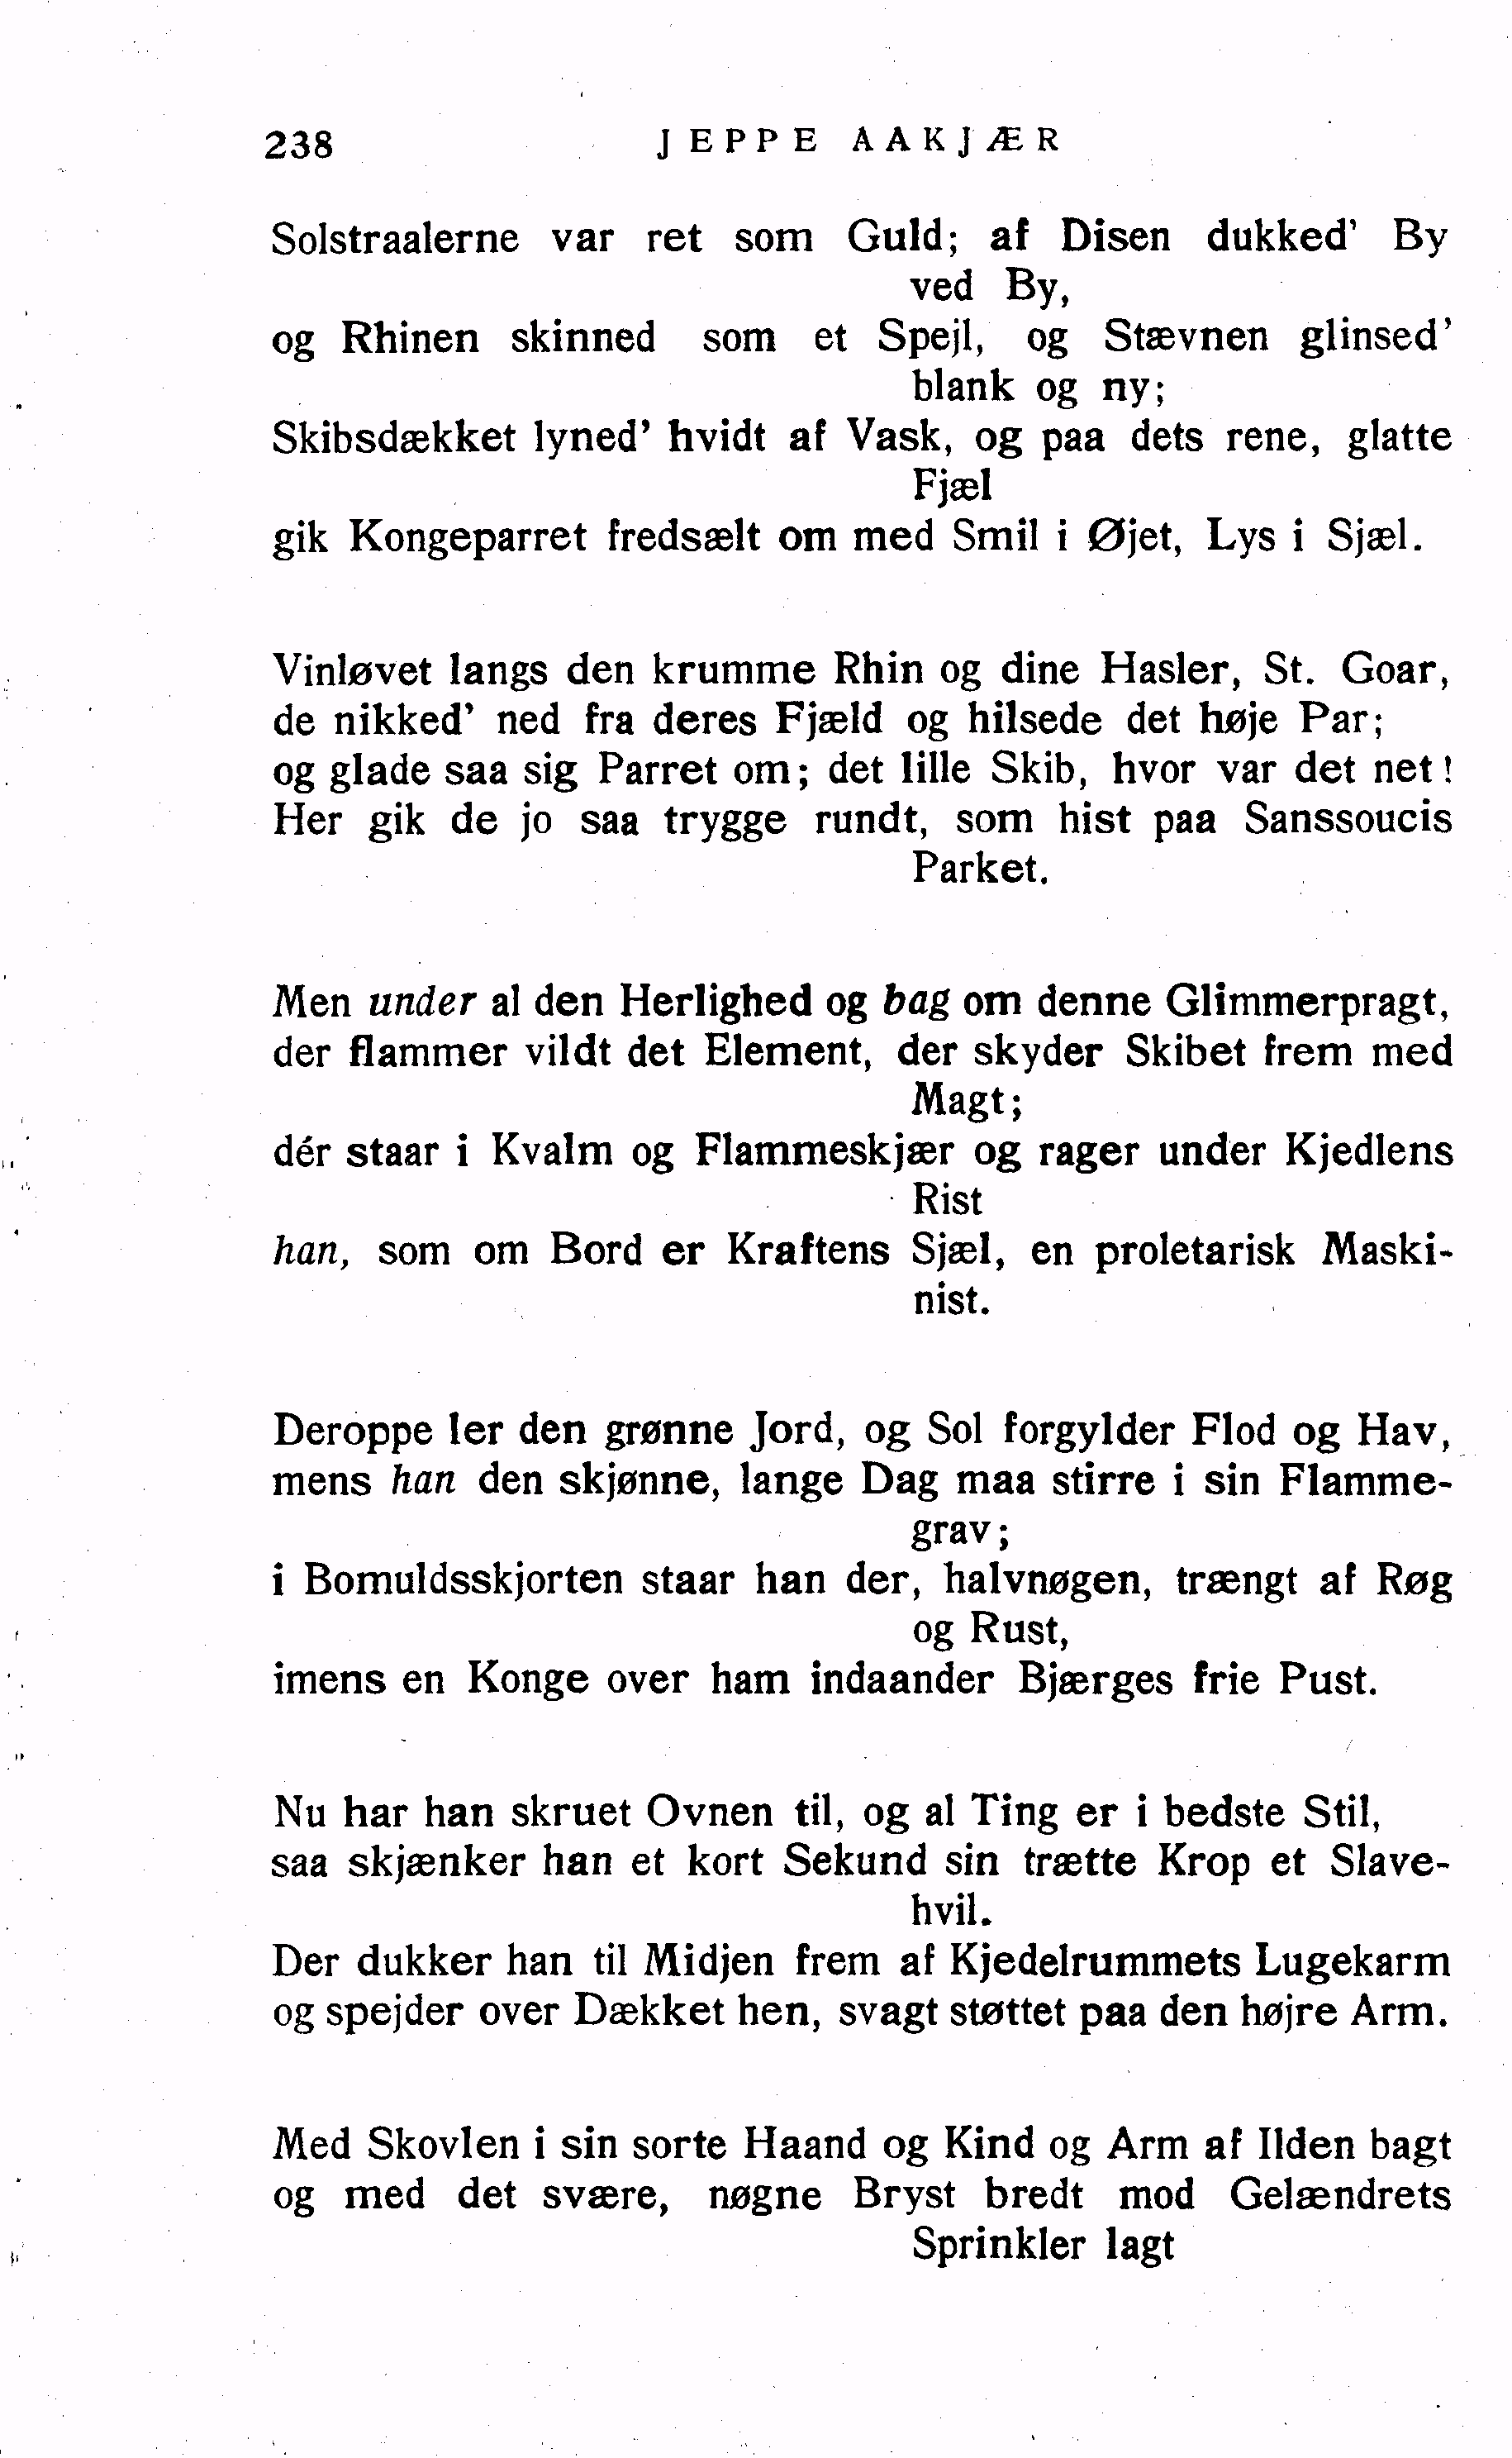 238 JEPPE AAKJÆR
Solstraalerne var ret som Guld; af Disen dukked' By
ved By,
og Rhinen skinned som et Spejl, og Stævnen glinsed'
blank og ny;
Skibsdækket lyned' hvidt af Vask, og paa dets rene, glatte
Fjæl
gik Kongeparret fredsælt om med Smil i Øjet, Lys i Sjæl.
Vinløvet langs den krumme Rhin og dine Hasler, St. Goar,
de nikked' ned fra deres Fjæld og hilsede det høje Par;
og glade saa sig Parret om; det lille Skib, hvor var det net!
Her gik de jo saa trygge rundt, som hist paa Sanssoucis
Parket.
Men under al den Herlighed og bag om denne Glimmerpragt,
der flammer vildt det Element, der skyder Skibet frem med
Magt;
dér staar i Kvalm og Flammeskjær og rager under Kjedlens
Rist
han, som om Bord er Kraftens Sjæl, en proletarisk Maski-
nist.
Deroppe ler den grønne Jord, og Sol forgylder Flod og Hav,
mens han den skjønne, lange Dag maa stirre i sin Flamme-
grav;
i Bomuldsskjorten staar han der, halvnøgen, trængt af Røg
og Rust,
imens en Konge over ham indaander Bjærges frie Pust.
Nu har han skruet Ovnen til, og al Ting er i bedste Stil,
saa skjænker han et kort Sekund sin trætte Krop et Slave-
hvil.
Der dukker han til Midjen frem af Kjedelrummets Lugekarm
og spejder over Dækket hen, svagt støttet paa den højre Arm.
Med Skovlen i sin sorte Haand og Kind og Arm af Ilden bagt
og med det svære, nøgne Bryst bredt mod Gelændrets
Sprinkler lagt